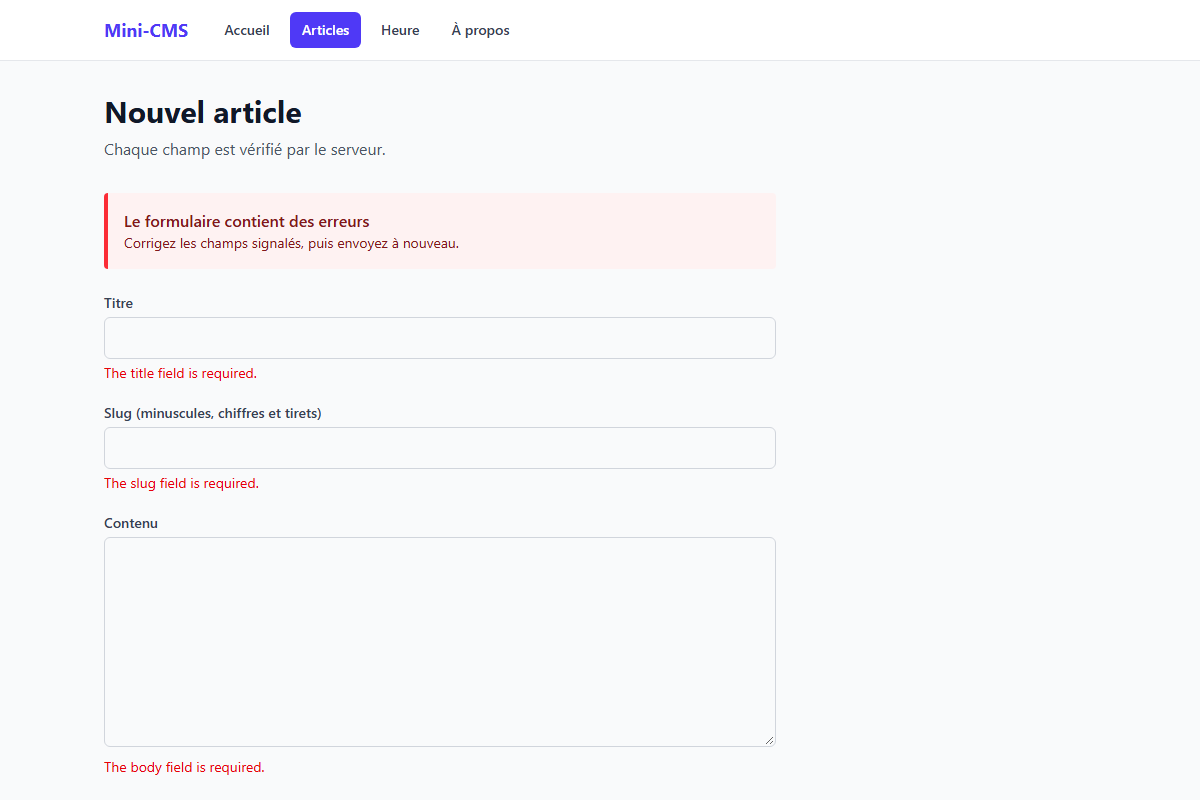 Mini-CMS Accueil Articles Heure À propos
Nouvel article
Chaque champ est vérifié par le serveur.
Le formulaire contient des erreurs
Corrigez les champs signalés, puis envoyez à nouveau.
Titre
The title field is required.
Slug (minuscules, chiffres et tirets)
The slug field is required.
Contenu
The body field is required.